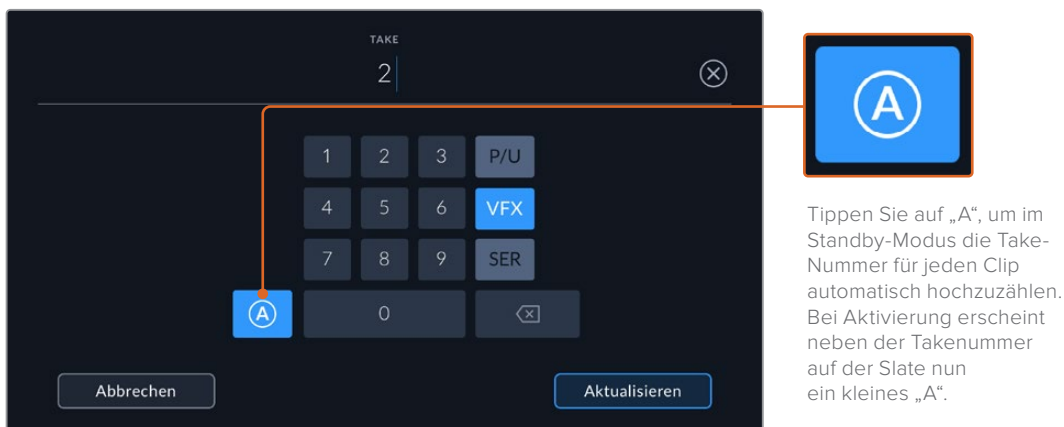 TAKE
2
1 2 3 P/U
4 5 6 VFX
7 8 9 SER
A 0
Abbrechen Aktualisieren
A
Tippen Sie auf „A“, um im
Standby-Modus die Take-
Nummer für jeden Clip
automatisch hochzuzählen.
Bei Aktivierung erscheint
neben der Takenummer
auf der Slate nun
ein kleines „A“.